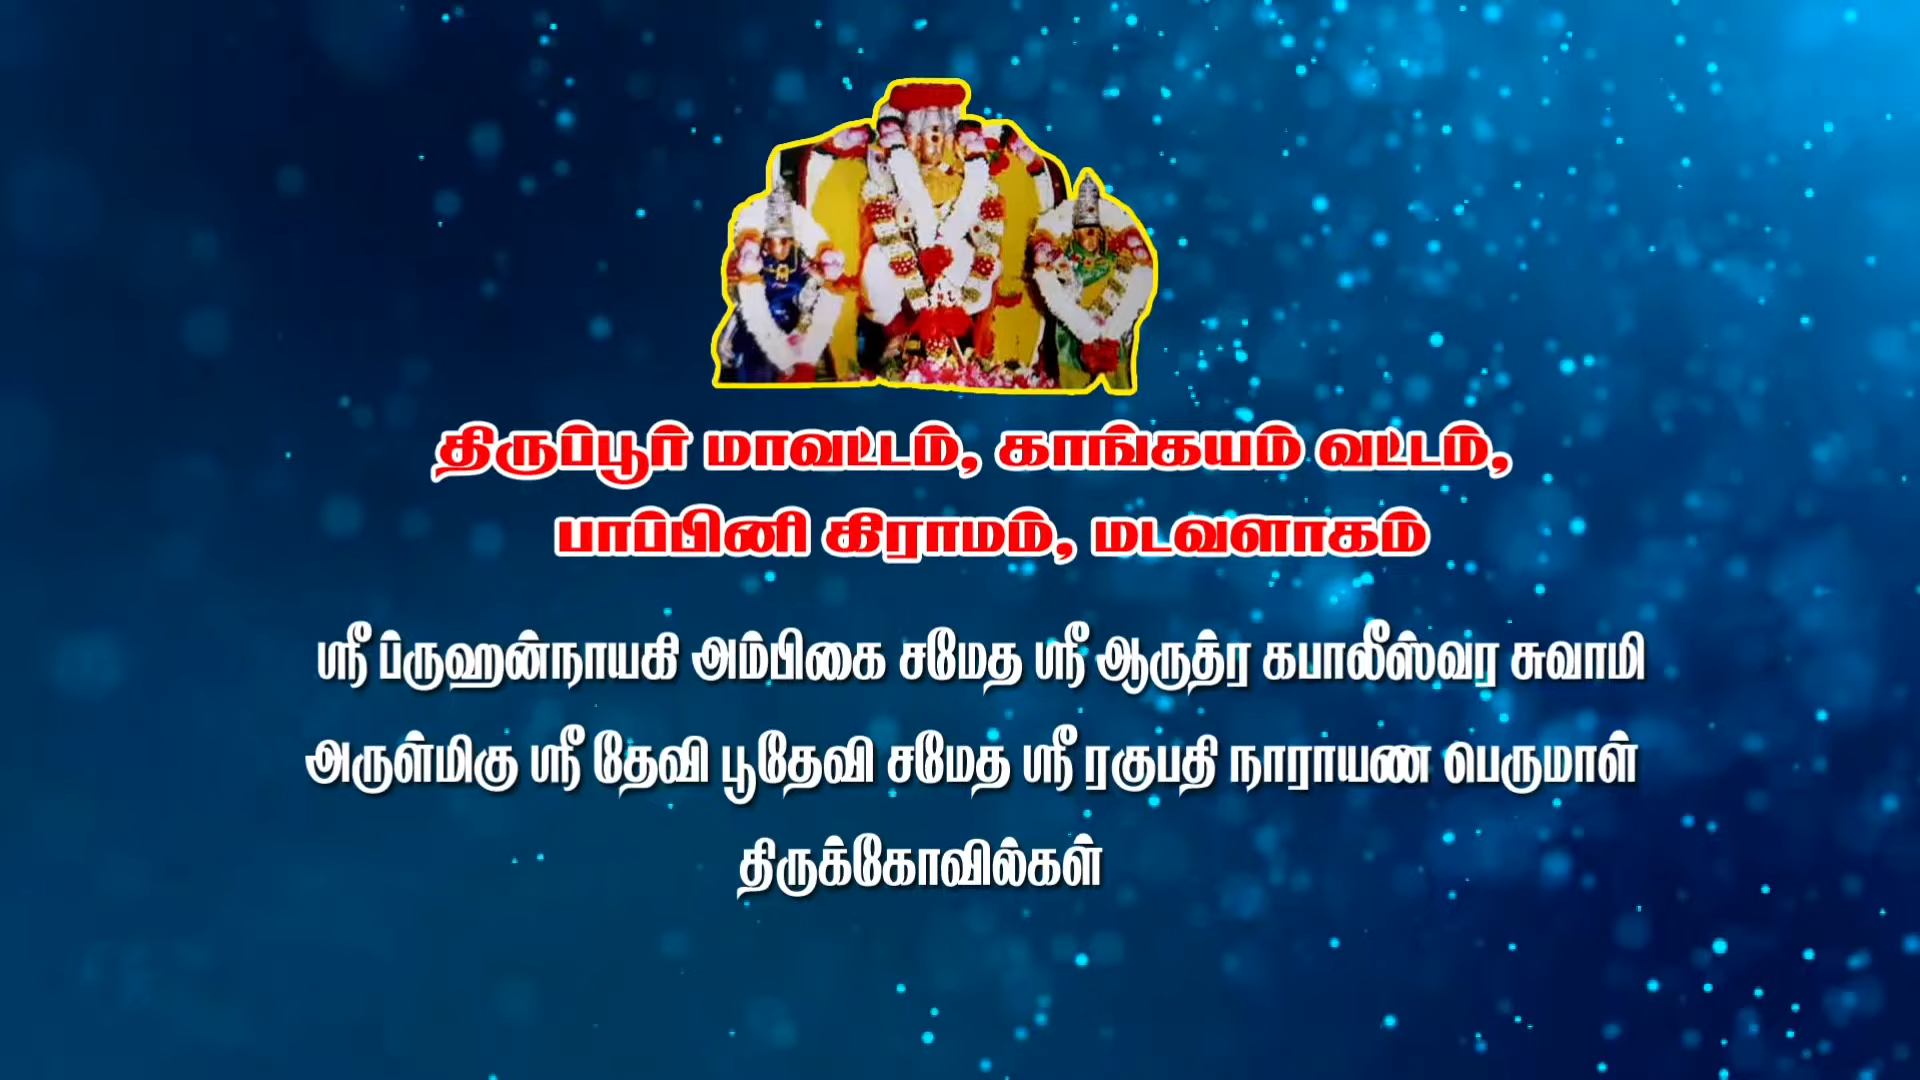 திருப்பூர் மாவட்டம், காங்கயம் வட்டம்,
பாப்பினி கிராமம், மடவளாகம்
ஸ்ரீ ப்ருஹன்நாயகி அம்பிகை சமேத ஸ்ரீ ஆருத்ர கபாலீஸ்வர சுவாமி
அருள்மிகு ஸ்ரீ தேவி பூதேவி சமேத ஸ்ரீ ரகுபதி நாராயண பெருமாள்
திருக்கோவில்கள்